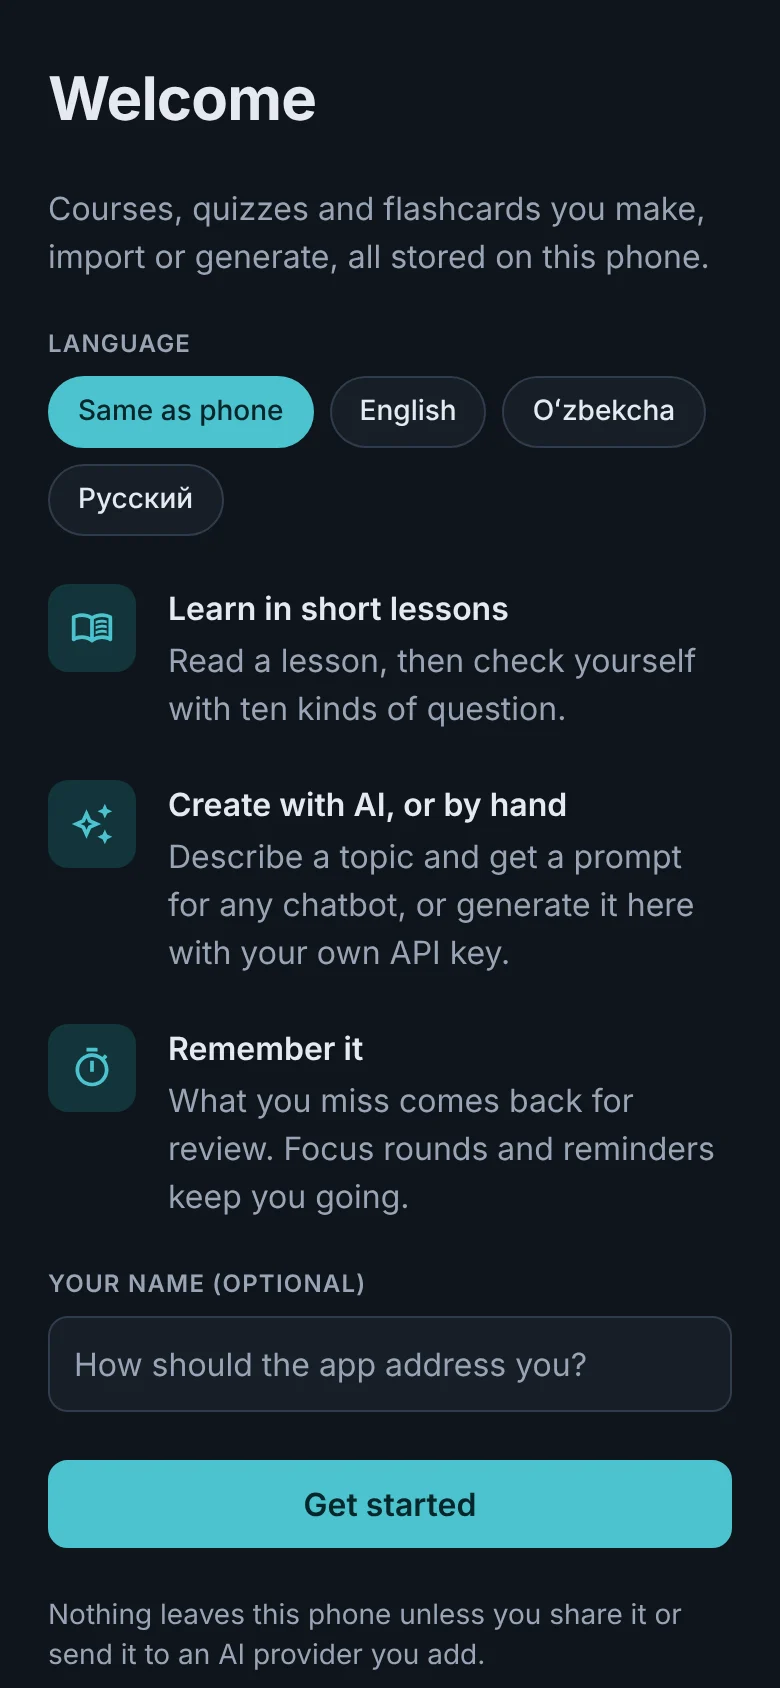 Welcome
Courses, quizzes and flashcards you make,
import or generate, all stored on this phone.
LANGUAGE
Same as phone
English
Oʻzbekcha
Русский
Learn in short lessons
Read a lesson, then check yourself
with ten kinds of question.
Create with AI, or by hand
Describe a topic and get a prompt
for any chatbot, or generate it here
with your own API key.
Remember it
What you miss comes back for
review. Focus rounds and reminders
keep you going.
YOUR NAME (OPTIONAL)
How should the app address you?
Get started
Nothing leaves this phone unless you share it or
send it to an AI provider you add.